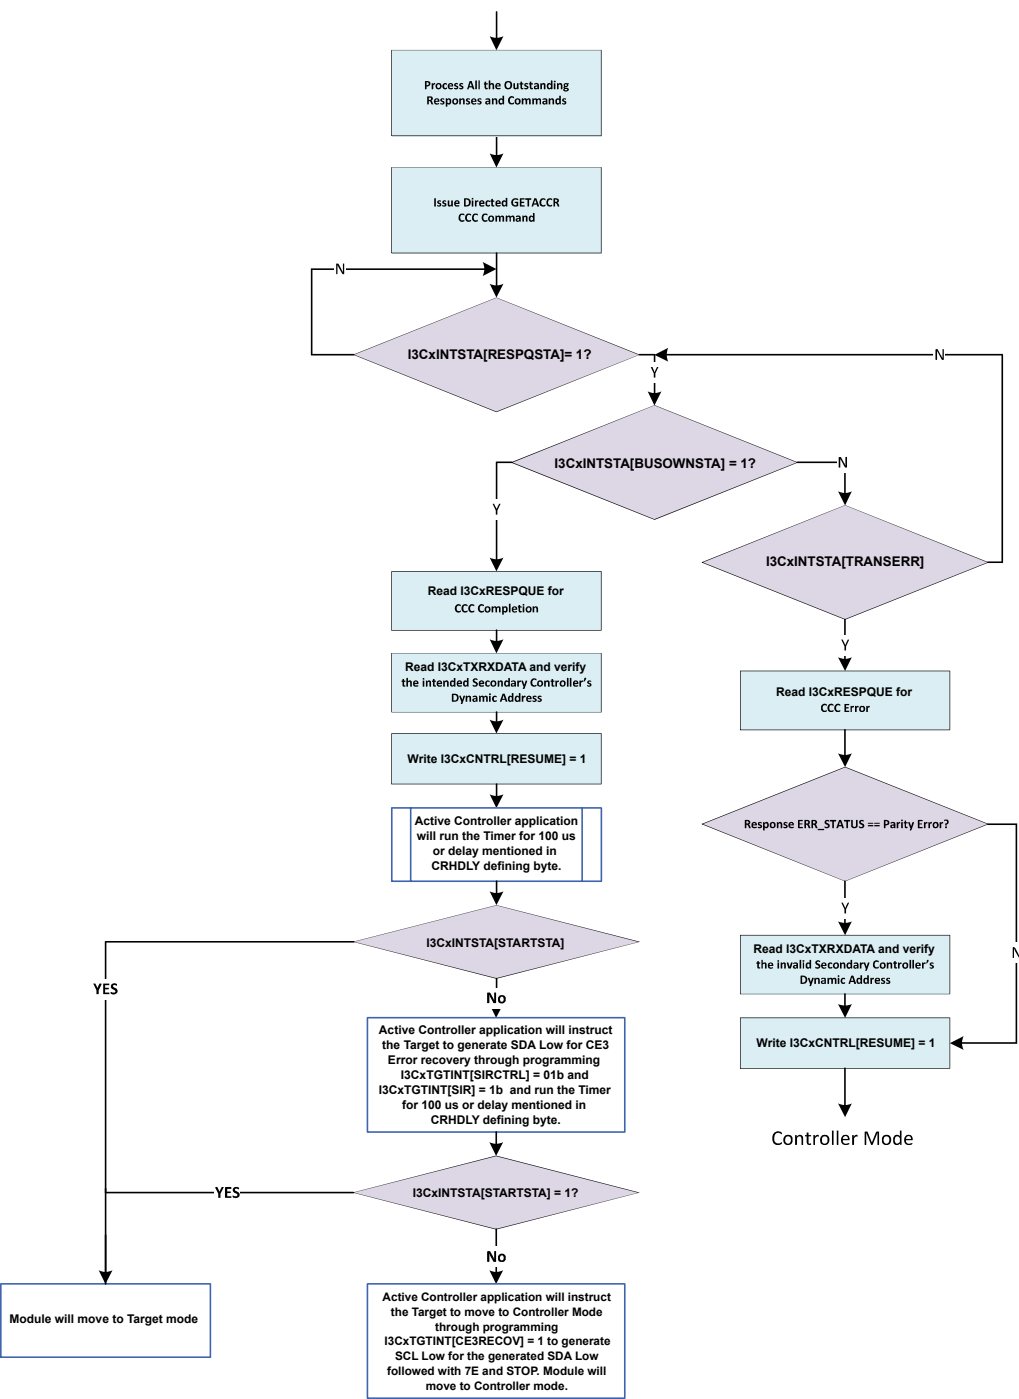 Process All the Outstanding
Responses and Commands
Issue Directed GETACCR
CCC Command
N
I3CxINTSTA[RESPQSTA]= 1?
N
Y
I3CxINTSTA[BUSOWNSTA] = 1?
N
Y
I3CxINTSTA[TRANSERR]
Read I3CxRESPQUE for
CCC Completion
Y
Read I3CxTXRXDATA and verify
the intended Secondary Controller's
Dynamic Address
Read I3CxRESPQUE for
CCC Error
Write I3CxCNTRL[RESUME] = 1
Active Controller application
will run the Timer for 100 us
or delay mentioned in
CRHDLY defining byte.
Response ERR_STATUS == Parity Error?
Y
I3CxINTSTA[STARTSTA]
Read I3CxTXRXDATA and verify
the invalid Secondary Controller's
Dynamic Address
N
YES
No
Active Controller application will instruct
the Target to generate SDA Low for CE3
Error recovery through programming
I3CxTGTINT[SIRCTRL] = 01b and
I3CxTGTINT[SIR] = 1b and run the Timer
for 100 us or delay mentioned in
CRHDLY defining byte.
Write I3CxCNTRL[RESUME] = 1
Controller Mode
YES
I3CxINTSTA[STARTSTA] = 1?
No
Module will move to Target mode
Active Controller application will instruct
the Target to move to Controller Mode
through programming
I3CxTGTINT[CE3RECOV] = 1 to generate
SCL Low for the generated SDA Low
followed with 7E and STOP. Module will
move to Controller mode.